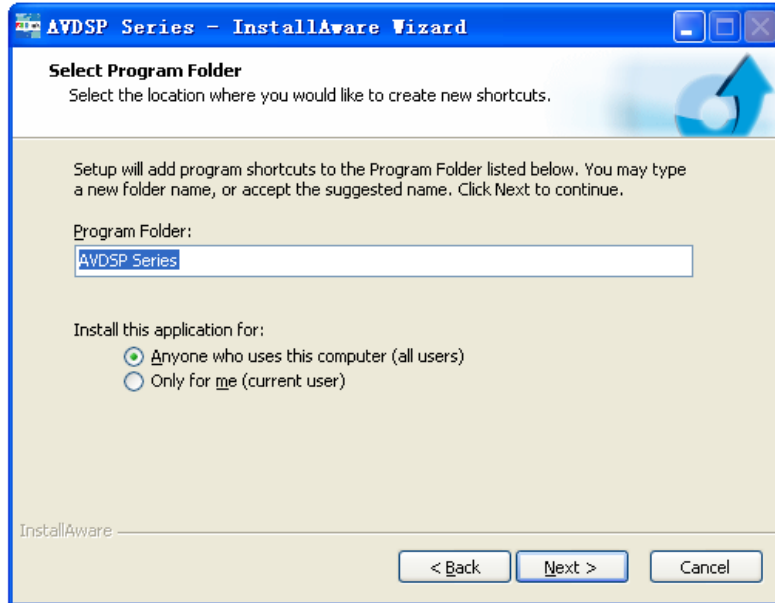 AVDSP Series - InstallAware Wizard
Select Program Folder
Select the location where you would like to create new shortcuts.
Setup will add program shortcuts to the Program Folder listed below. You may type
a new folder name, or accept the suggested name. Click Next to continue.
Program Folder:
AVDSP Series
Install this application for:
Anyone who uses this computer (all users)
Only for me (current user)
InstallAware
< Back Next > Cancel